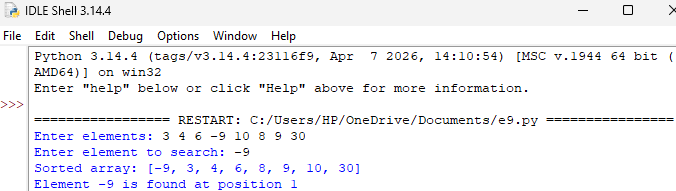 IDLE Shell 3.14.4
File Edit Shell Debug Options Window Help
Python 3.14.4 (tags/v3.14.4:23116f9, Apr  7 2026, 14:10:54) [MSC v.1944 64 bit (
AMD64)] on win32
Enter "help" below or click "Help" above for more information.
>>>
================= RESTART: C:/Users/HP/OneDrive/Documents/e9.py ================
Enter elements: 3 4 6 -9 10 8 9 30
Enter element to search: -9
Sorted array: [-9, 3, 4, 6, 8, 9, 10, 30]
Element -9 is found at position 1